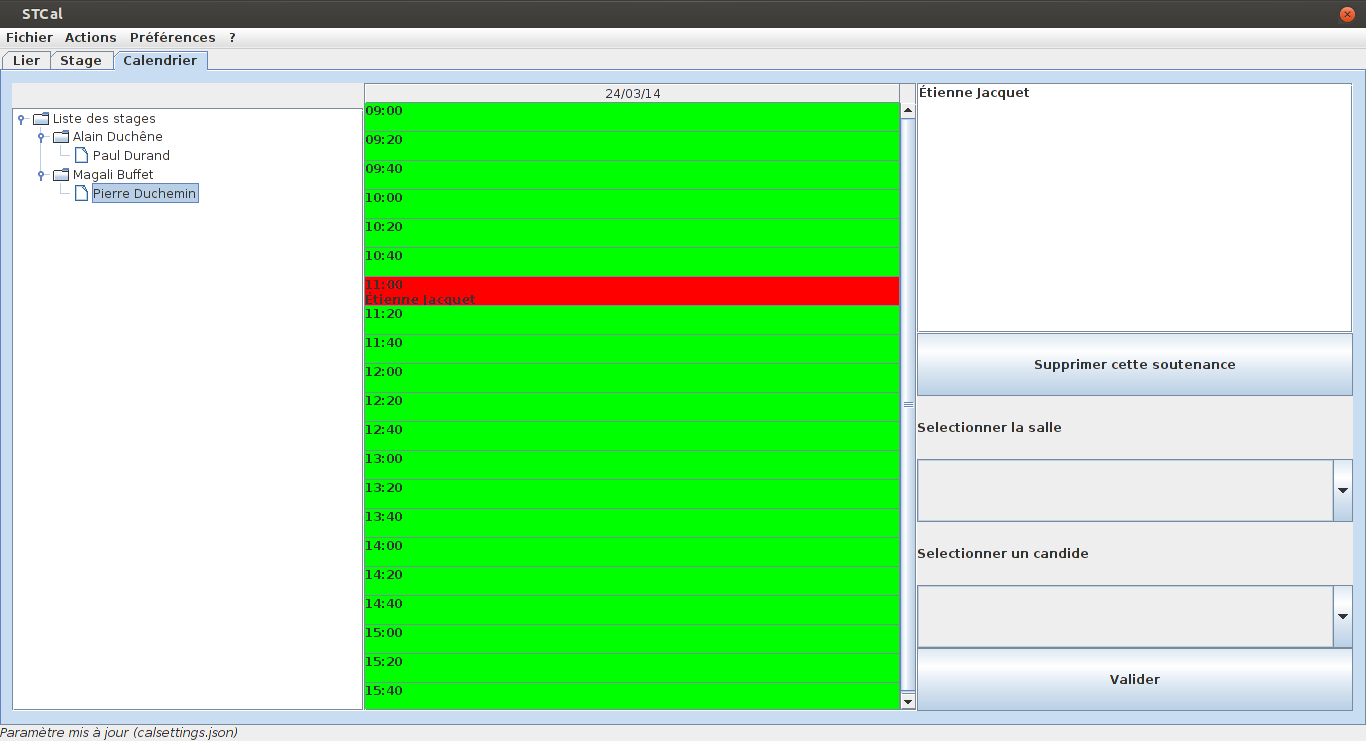 STCal
Fichier Actions Préférences ?
Lier Stage Calendrier
Liste des stages
Alain Duchêne
Paul Durand
Magali Buffet
Pierre Duchemin
24/03/14
09:00
09:20
09:40
10:00
10:20
10:40
11:00
Étienne Jacquet
11:20
11:40
12:00
12:20
12:40
13:00
13:20
13:40
14:00
14:20
14:40
15:00
15:20
15:40
Étienne Jacquet
Supprimer cette soutenance
Selectionner la salle
Selectionner un candide
Valider
Paramètre mis à jour (calsettings.json)